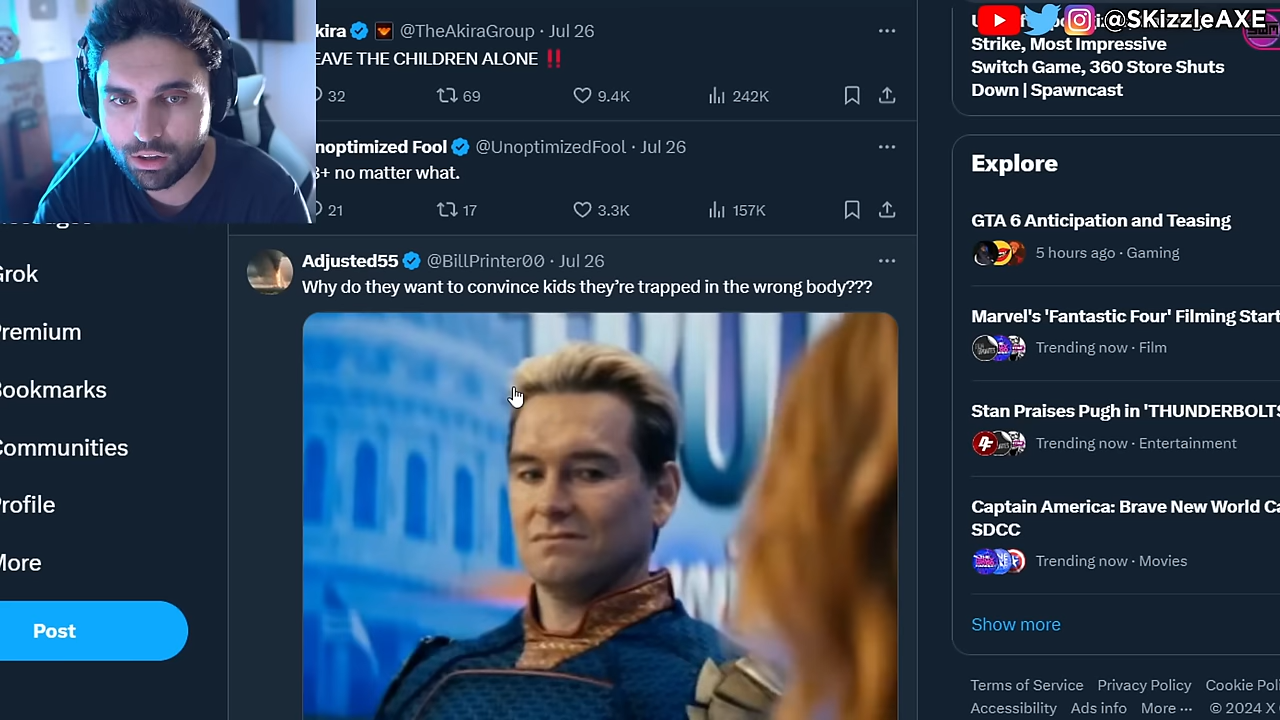 @SKizzleAXE
kira @TheAkiraGroup · Jul 26
EAVE THE CHILDREN ALONE ‼️
32 69 9.4K 242K
noptimized Fool @UnoptimizedFool · Jul 26
8+ no matter what.
21 17 3.3K 157K
Adjusted55 @BillPrinter00 · Jul 26
Why do they want to convince kids they’re trapped in the wrong body???
Grok
Premium
Bookmarks
Communities
Profile
More
Post
Strike, Most Impressive
Switch Game, 360 Store Shuts
Down | Spawncast
Explore
GTA 6 Anticipation and Teasing
5 hours ago · Gaming
Marvel's 'Fantastic Four' Filming Start
Trending now · Film
Stan Praises Pugh in 'THUNDERBOLTS
Trending now · Entertainment
Captain America: Brave New World Ca
SDCC
Trending now · Movies
Show more
Terms of Service Privacy Policy Cookie Poli
Accessibility Ads info More ··· © 2024 X